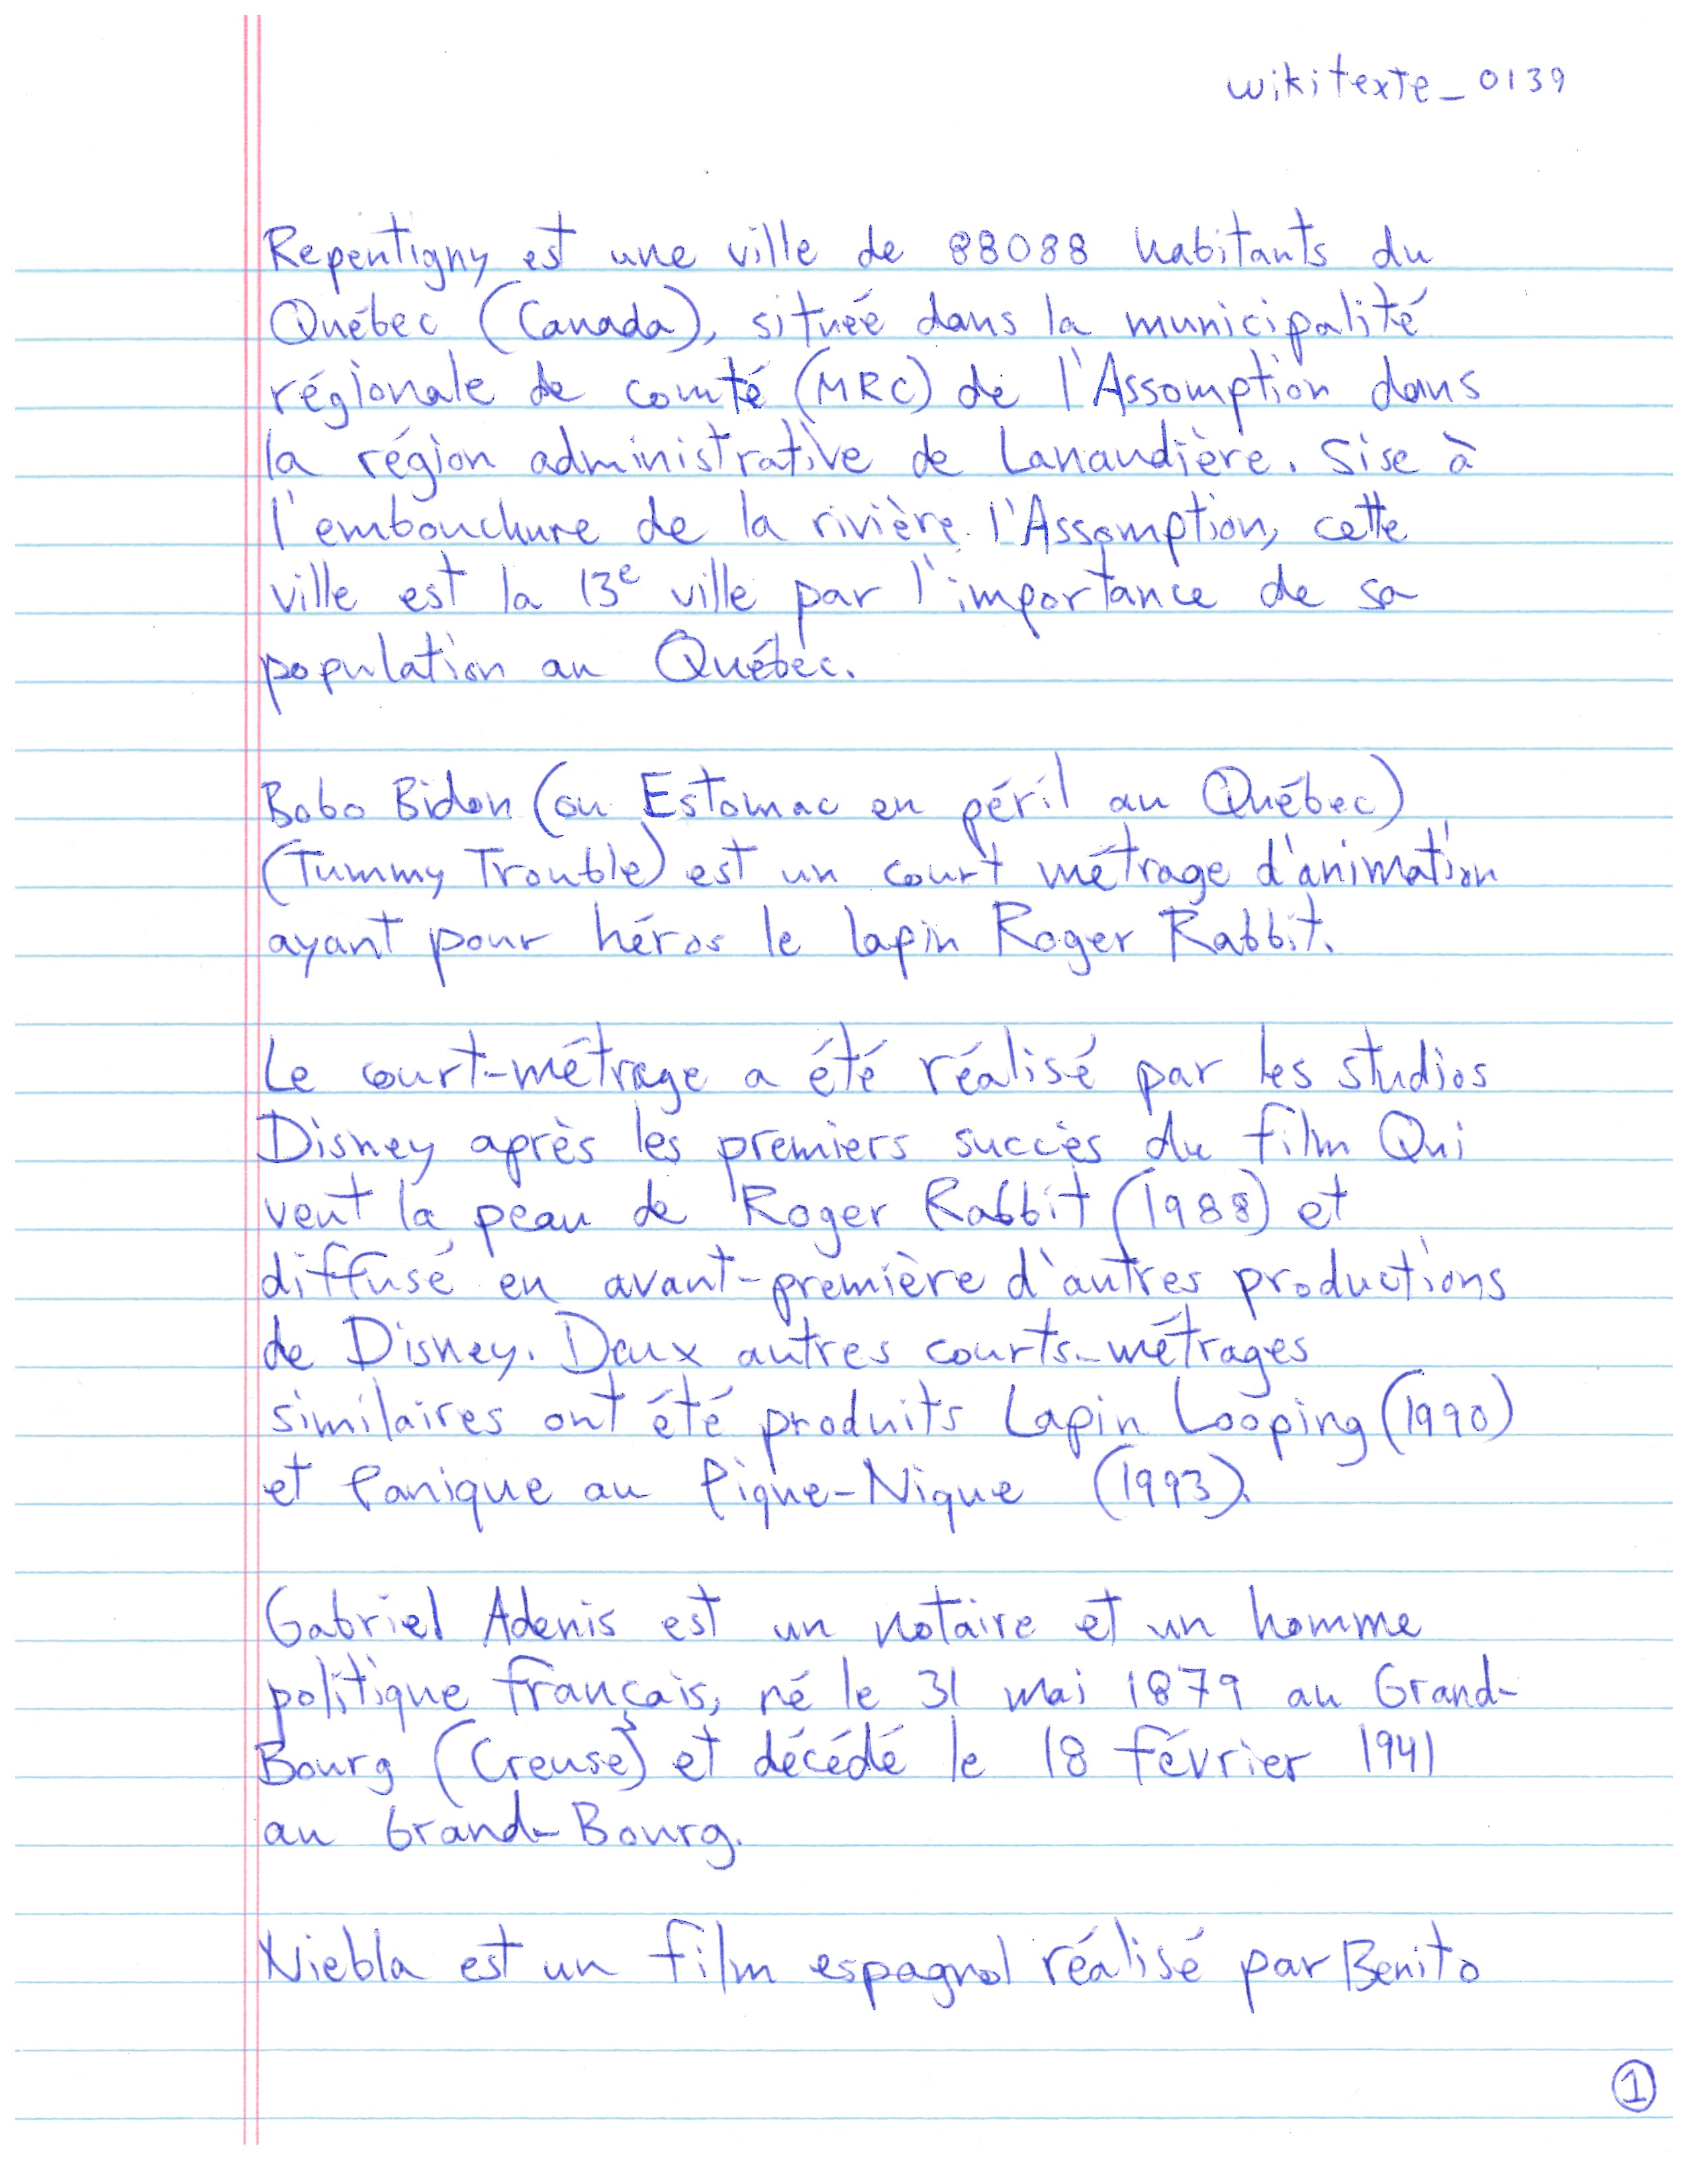 wikitexte_0139
Repentigny est une ville de 88088 habitants du
Québec (Canada), située dans la municipalité
régionale de comté (MRC) de l'Assomption dans
la région administrative de Lanaudière. Sise à
l'embouchure de la rivière l'Assomption, cette
ville est la 13e ville par l'importance de sa
population au Québec.
Bobo Bidon (ou Estomac en péril au Québec)
(Tummy Trouble) est un court métrage d'animation
ayant pour héros le lapin Roger Rabbit.
Le court-métrage a été réalisé par les studios
Disney après les premiers succès du film Qui
veut la peau de Roger Rabbit (1988) et
diffusé en avant-première d'autres productions
de Disney. Deux autres courts-métrages
similaires ont été produits Lapin Looping (1990)
et Panique au Pique-Nique (1993).
Gabriel Adenis est un notaire et un homme
politique français, né le 31 mai 1879 au Grand-
Bourg (Creuse) et décédé le 18 février 1941
au Grand-Bourg.
Niebla est un film espagnol réalisé par Benito
1